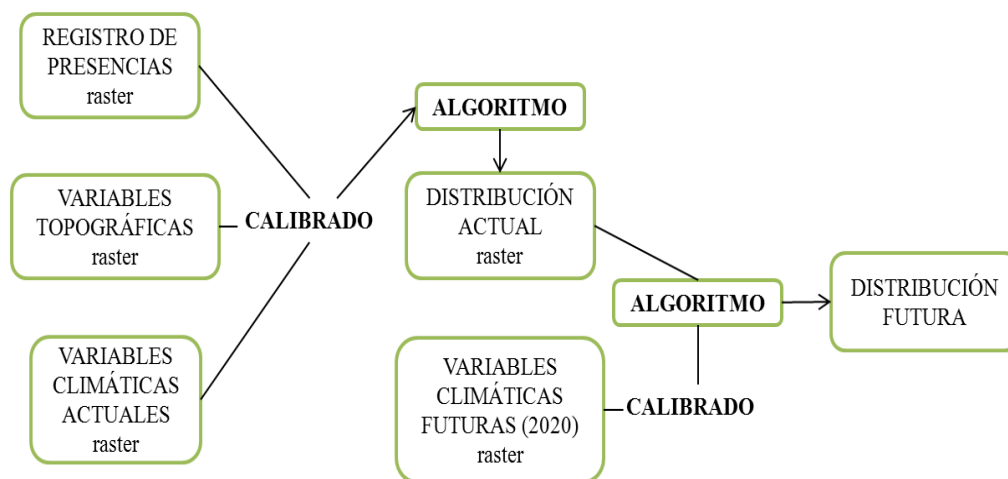 REGISTRO DE
PRESENCIAS
raster
VARIABLES
TOPOGRÁFICAS
raster
VARIABLES
CLIMÁTICAS
ACTUALES
raster
CALIBRADO
ALGORITMO
DISTRIBUCIÓN
ACTUAL
raster
VARIABLES
CLIMÁTICAS
FUTURAS (2020)
raster
CALIBRADO
ALGORITMO
DISTRIBUCIÓN
FUTURA